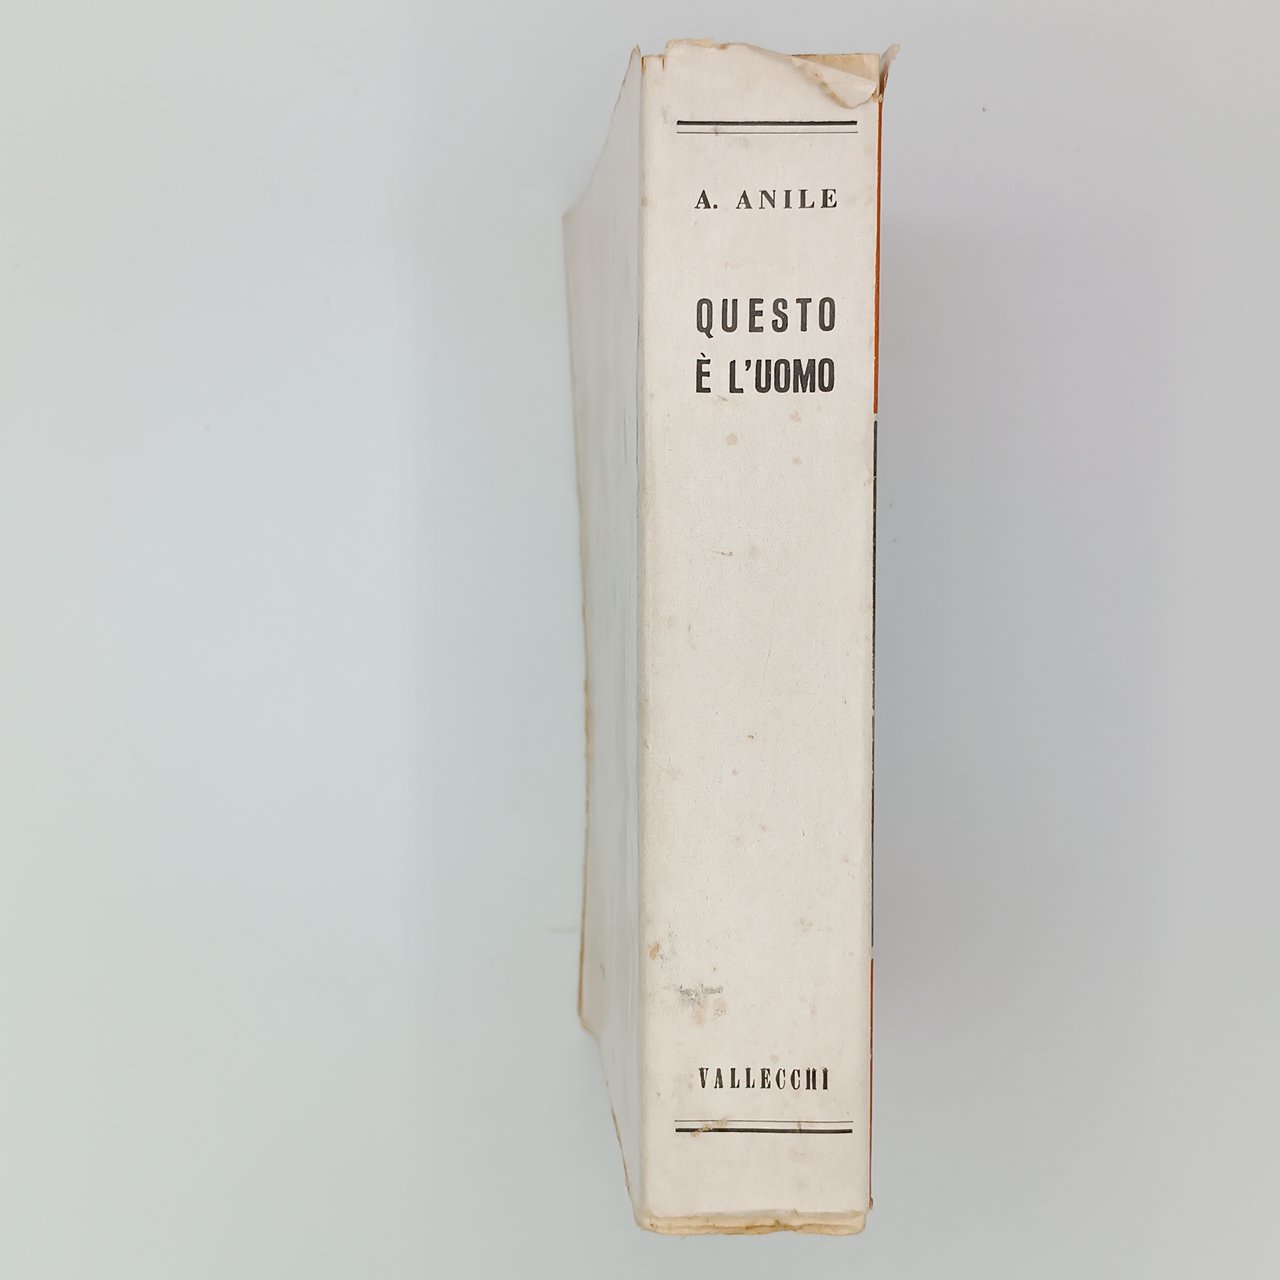 A. ANILE
QUESTO
È L'UOMO
VALLECCHI